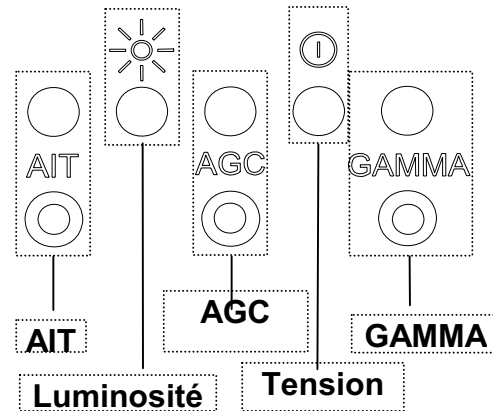 AIT
AGC
GAMMA
AIT
AGC
GAMMA
Luminosité
Tension